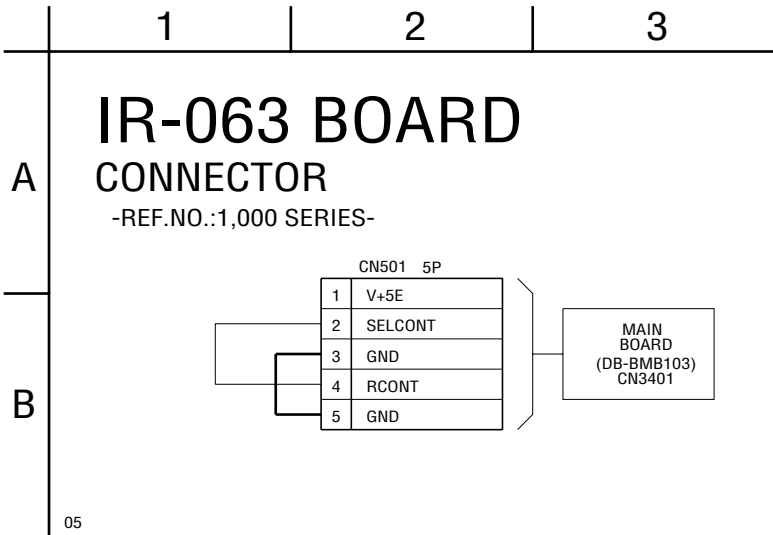 1 2 3
A
IR-063 BOARD
CONNECTOR
-REF.NO.:1,000 SERIES-
CN501 5P
1 V+5E
2 SELCONT
3 GND
4 RCONT
5 GND
MAIN
BOARD
(DB-BMB103)
CN3401
B
05